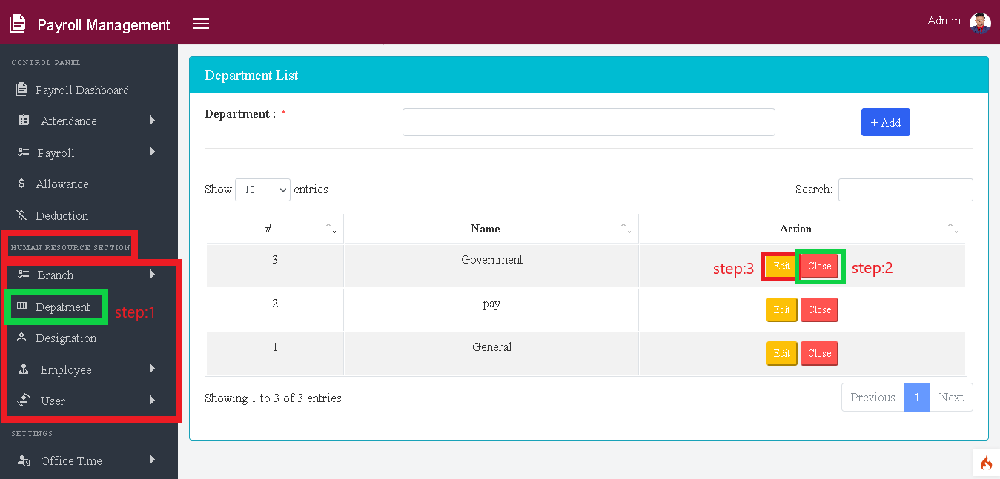 Payroll Management
Admin
CONTROL PANEL
Payroll Dashboard
Attendance
Payroll
Allowance
Deduction
HUMAN RESOURCE SECTION
Branch
Depatment
step:1
Designation
Employee
User
SETTINGS
Office Time
Department List
Department : *
+ Add
Show 10 entries
Search:
# Name Action
3 Government step:3 Edit Close step:2
2 pay Edit Close
1 General Edit Close
Showing 1 to 3 of 3 entries
Previous 1 Next